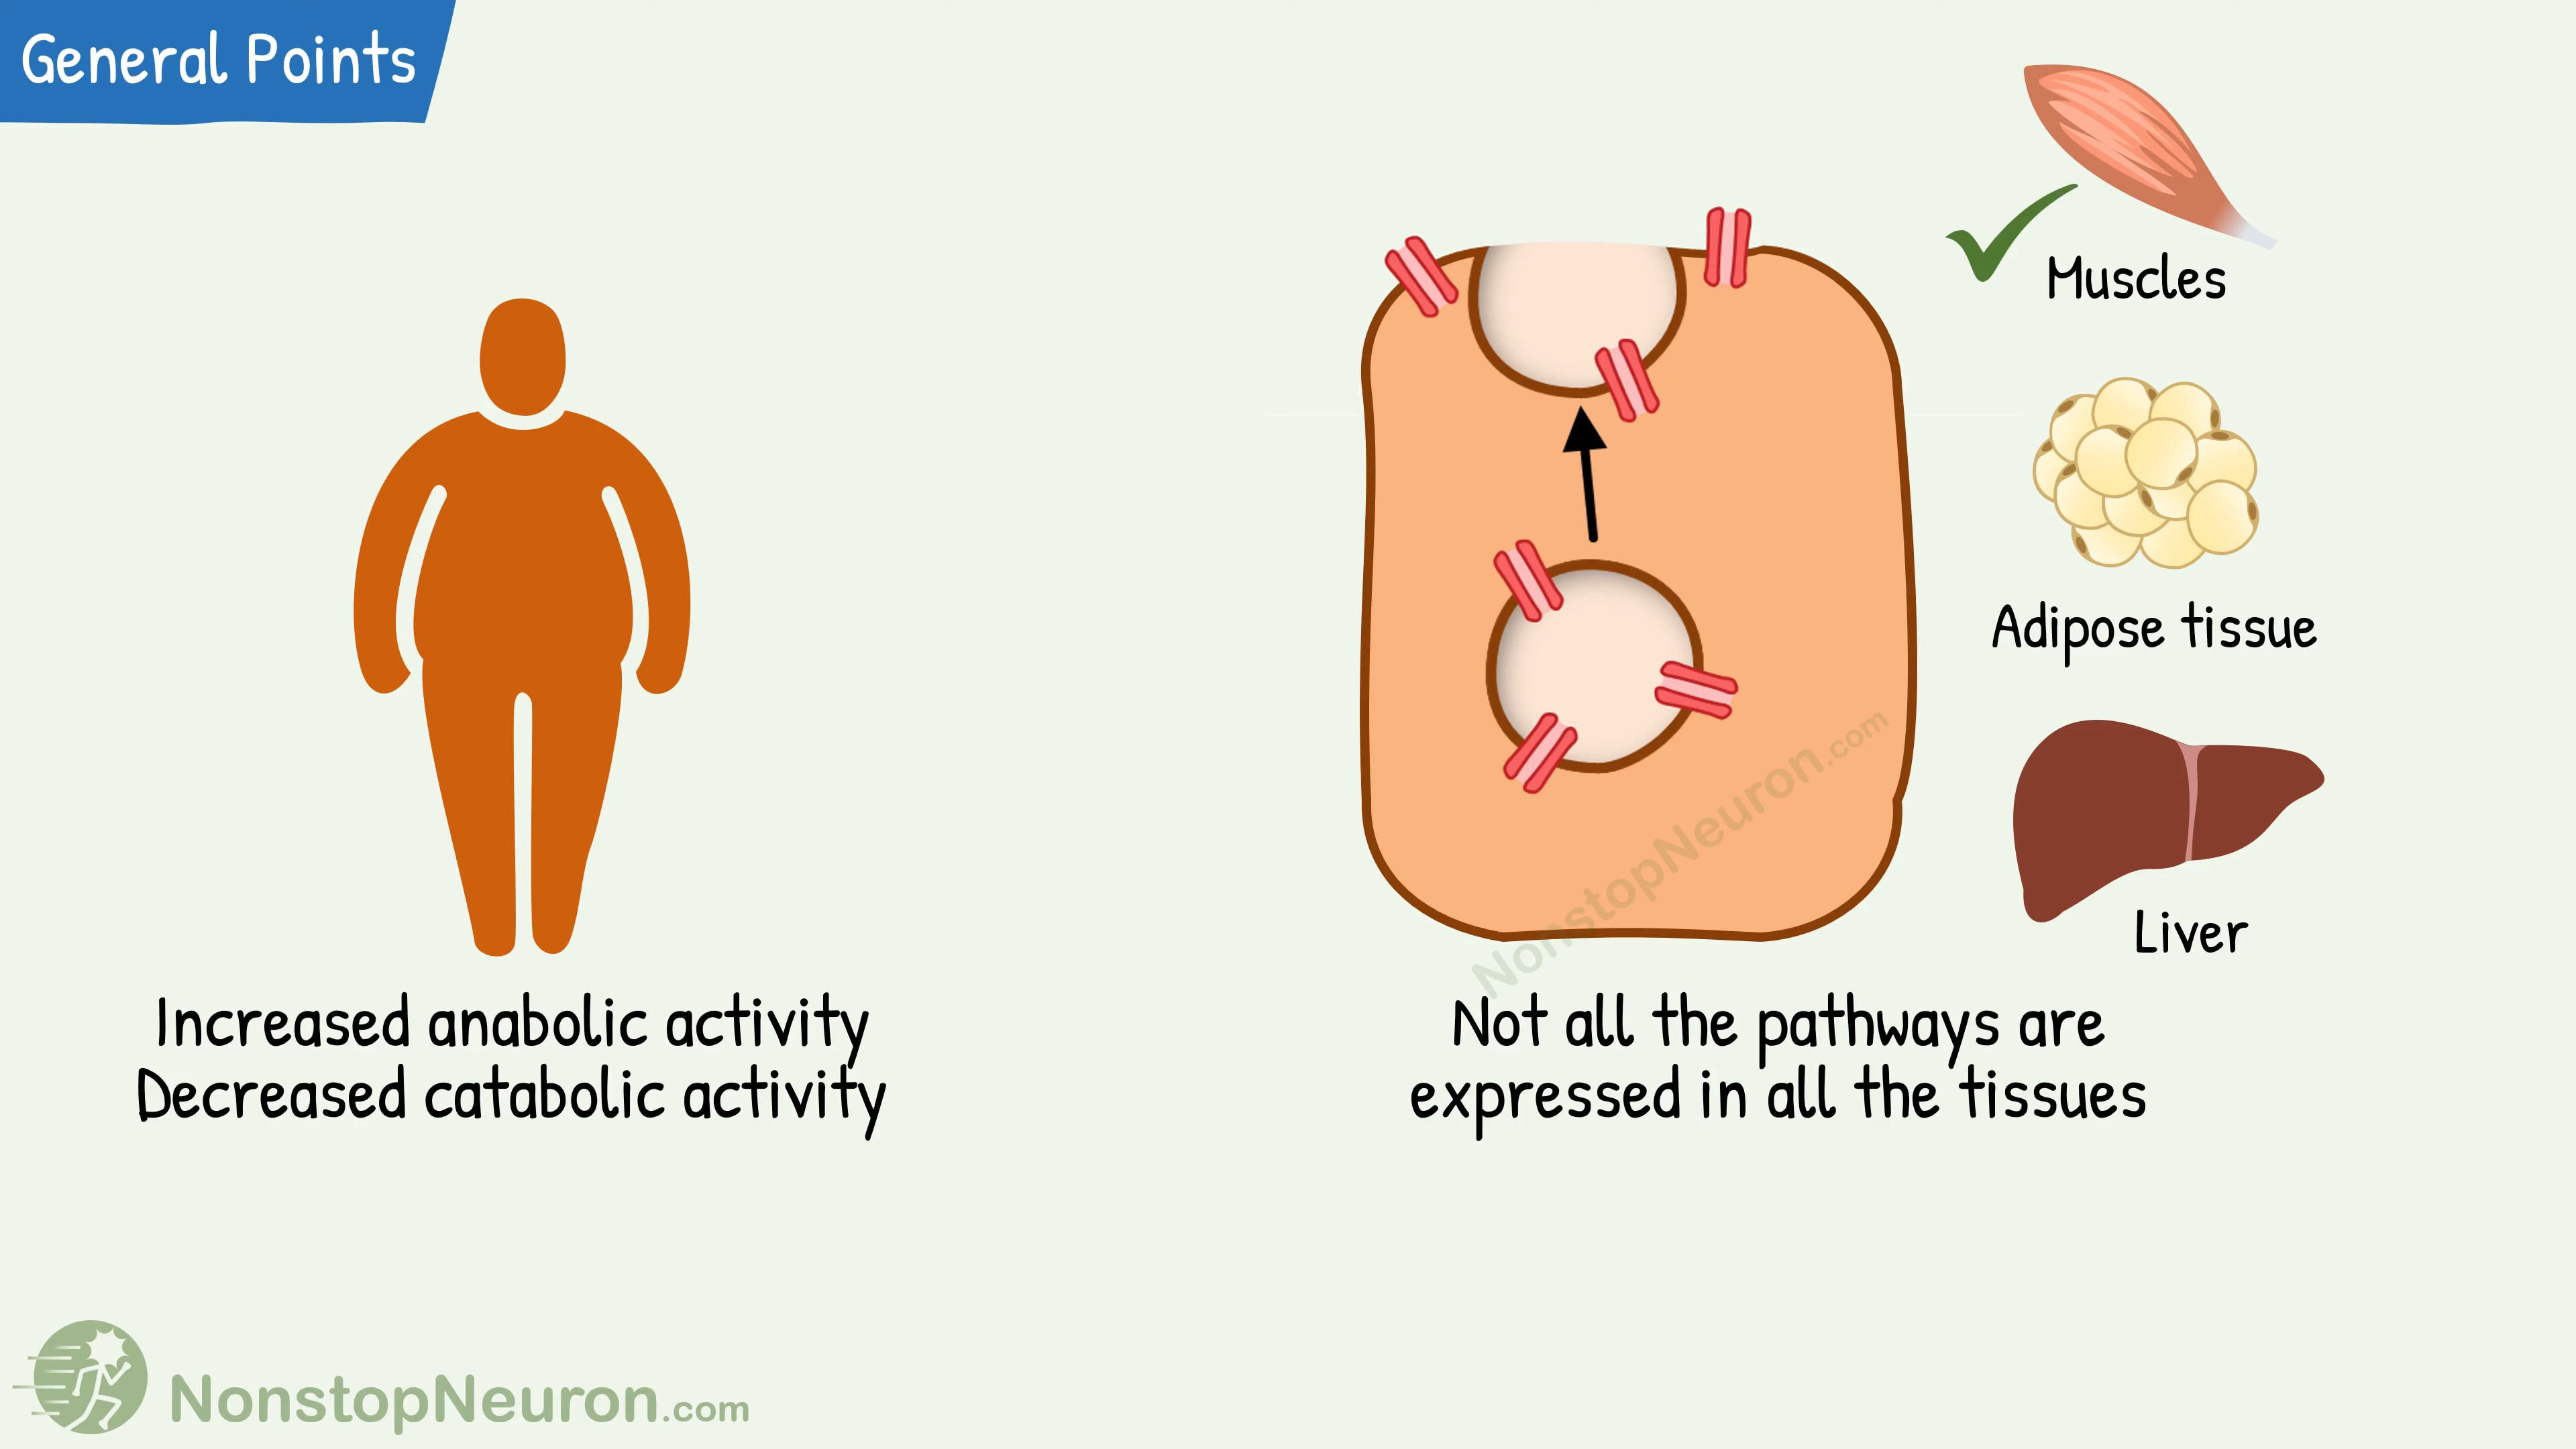 General Points
Muscles
Adipose tissue
Liver
NonstopNeuron.com
Increased anabolic activity
Decreased catabolic activity
Not all the pathways are
expressed in all the tissues
NonstopNeuron.com